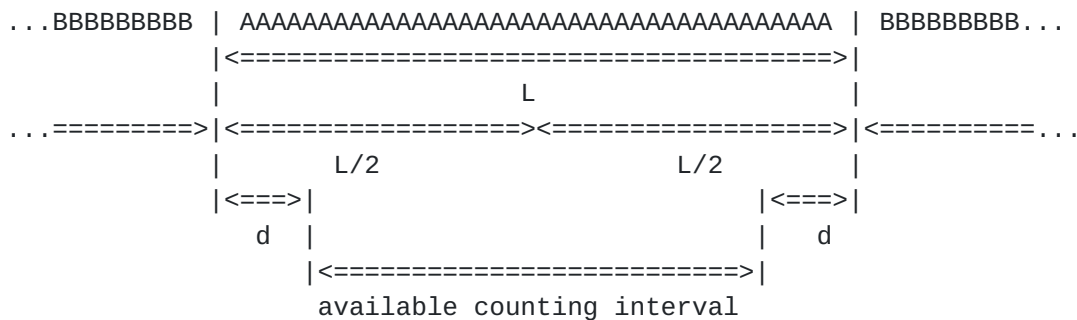 ...BBBBBBBBB | AAAAAAAAAAAAAAAAAAAAAAAAAAAAAAAAAAAAAA | BBBBBBBBB...
             |<======================================>|
             |                   L                    |
...=========>|<==================><==================>|<==========...
             |       L/2                   L/2        |
             |<===>|                            |<===>|
               d   |                            |   d
                   |<==========================>|
                    available counting interval